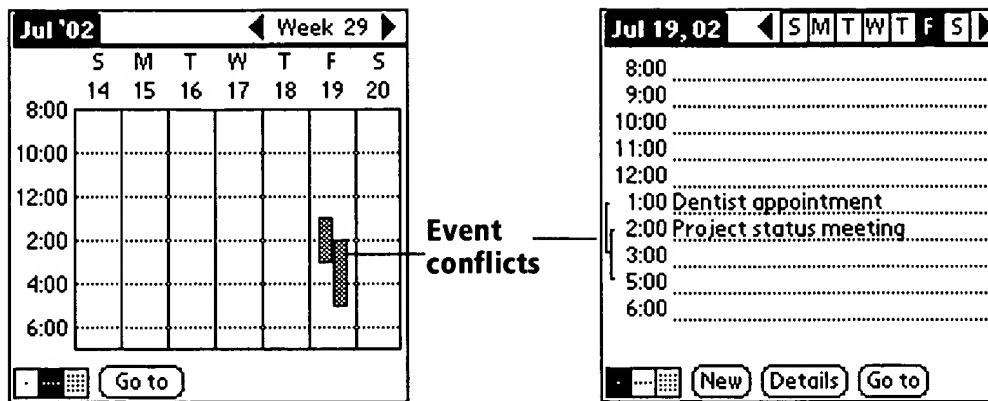 Jul '02 Week 29
S M T W T F S
14 15 16 17 18 19 20
8:00
10:00
12:00
2:00
4:00
6:00
Go to
Event
conflicts
Jul 19, 02 S M T W T F S
8:00
9:00
10:00
11:00
12:00
1:00 Dentist appointment
2:00 Project status meeting
3:00
5:00
6:00
New Details Go to